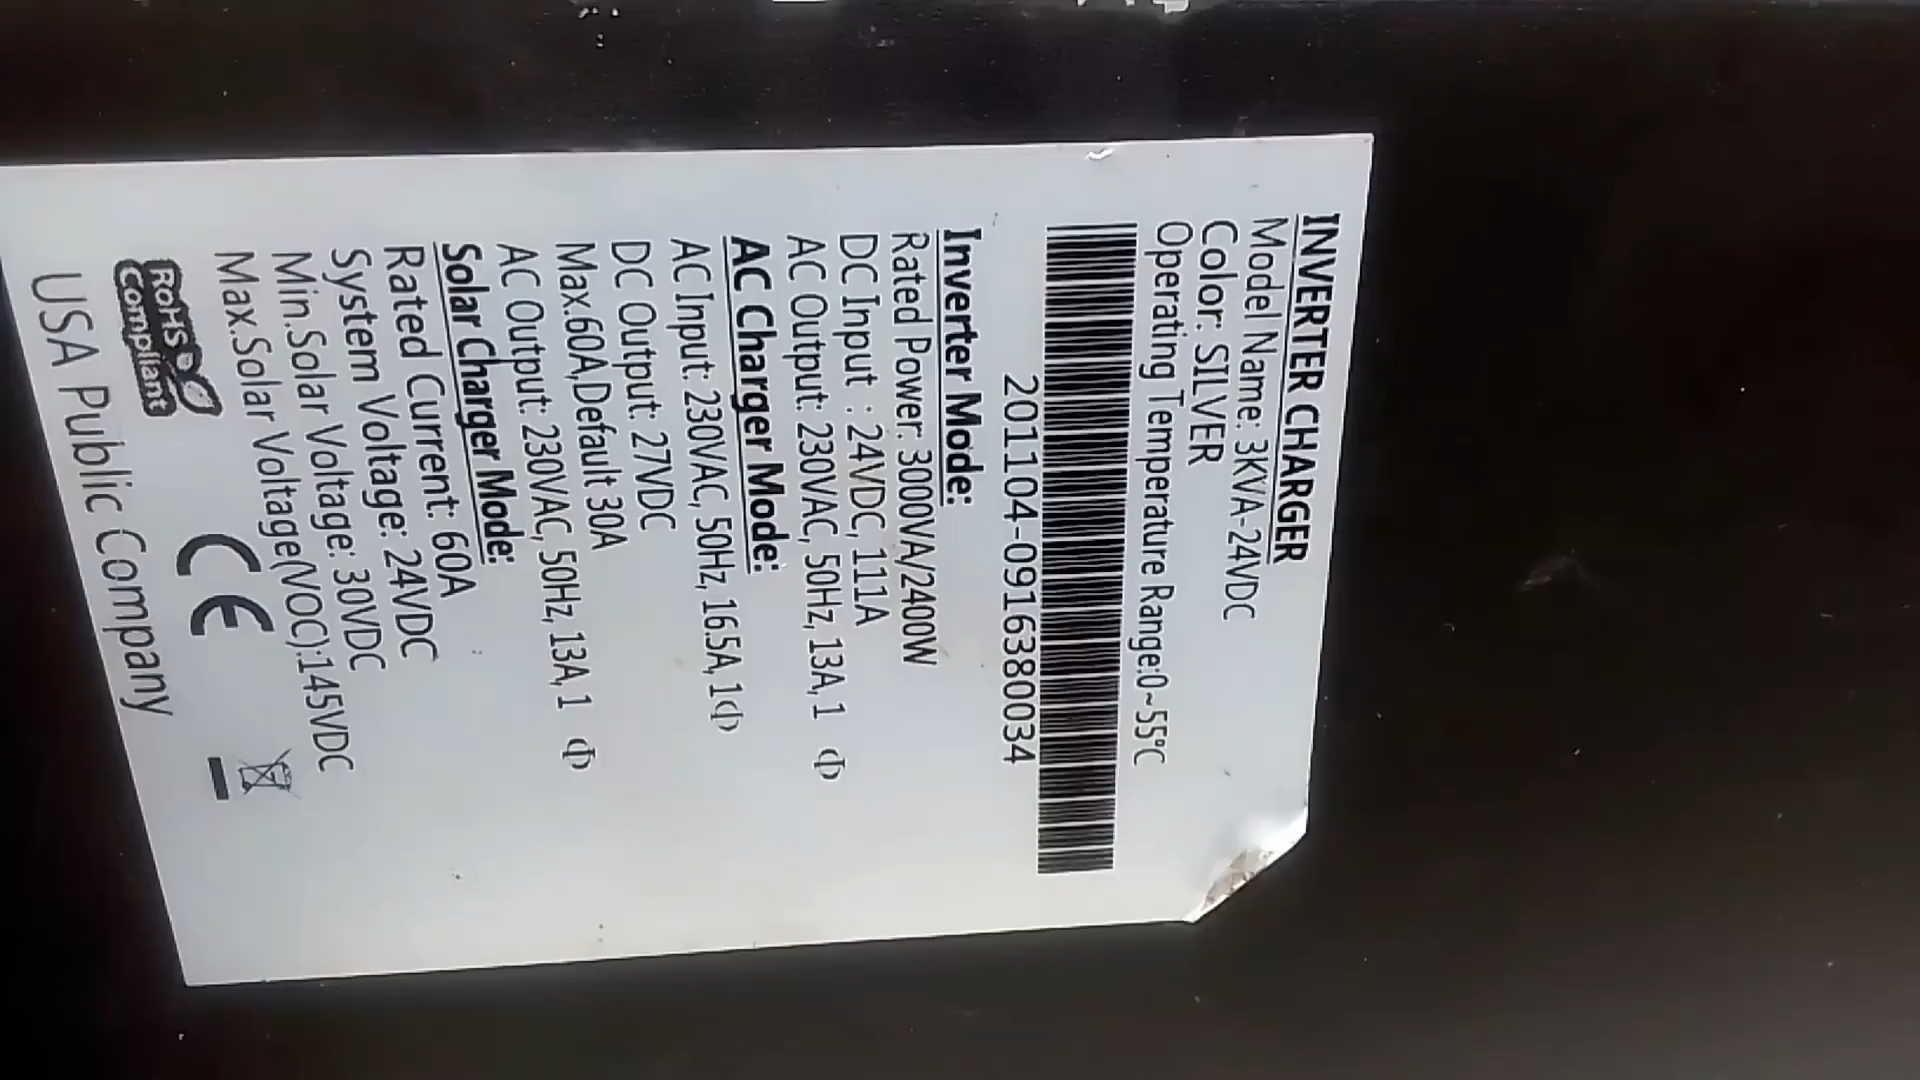 INVERTER CHARGER
Model Name: 3KVA-24VDC
Color: SILVER
Operating Temperature Range:0~55°C
201104-09163800034
Inverter Mode:
Rated Power: 3000VA/2400W
DC Input : 24VDC, 111A
AC Output: 230VAC, 50Hz, 13A, 1 Φ
AC Charger Mode:
AC Input: 230VAC, 50Hz, 16.5A, 1Φ
DC Output: 27VDC
Max.60A,Default 30A
AC Output: 230VAC, 50Hz, 13A, 1 Φ
Solar Charger Mode:
Rated Current: 60A
System Voltage: 24VDC
Min.Solar Voltage: 30VDC
Max.Solar Voltage(VOC):145VDC
RoHS
Compliant
CE
USA Public Company